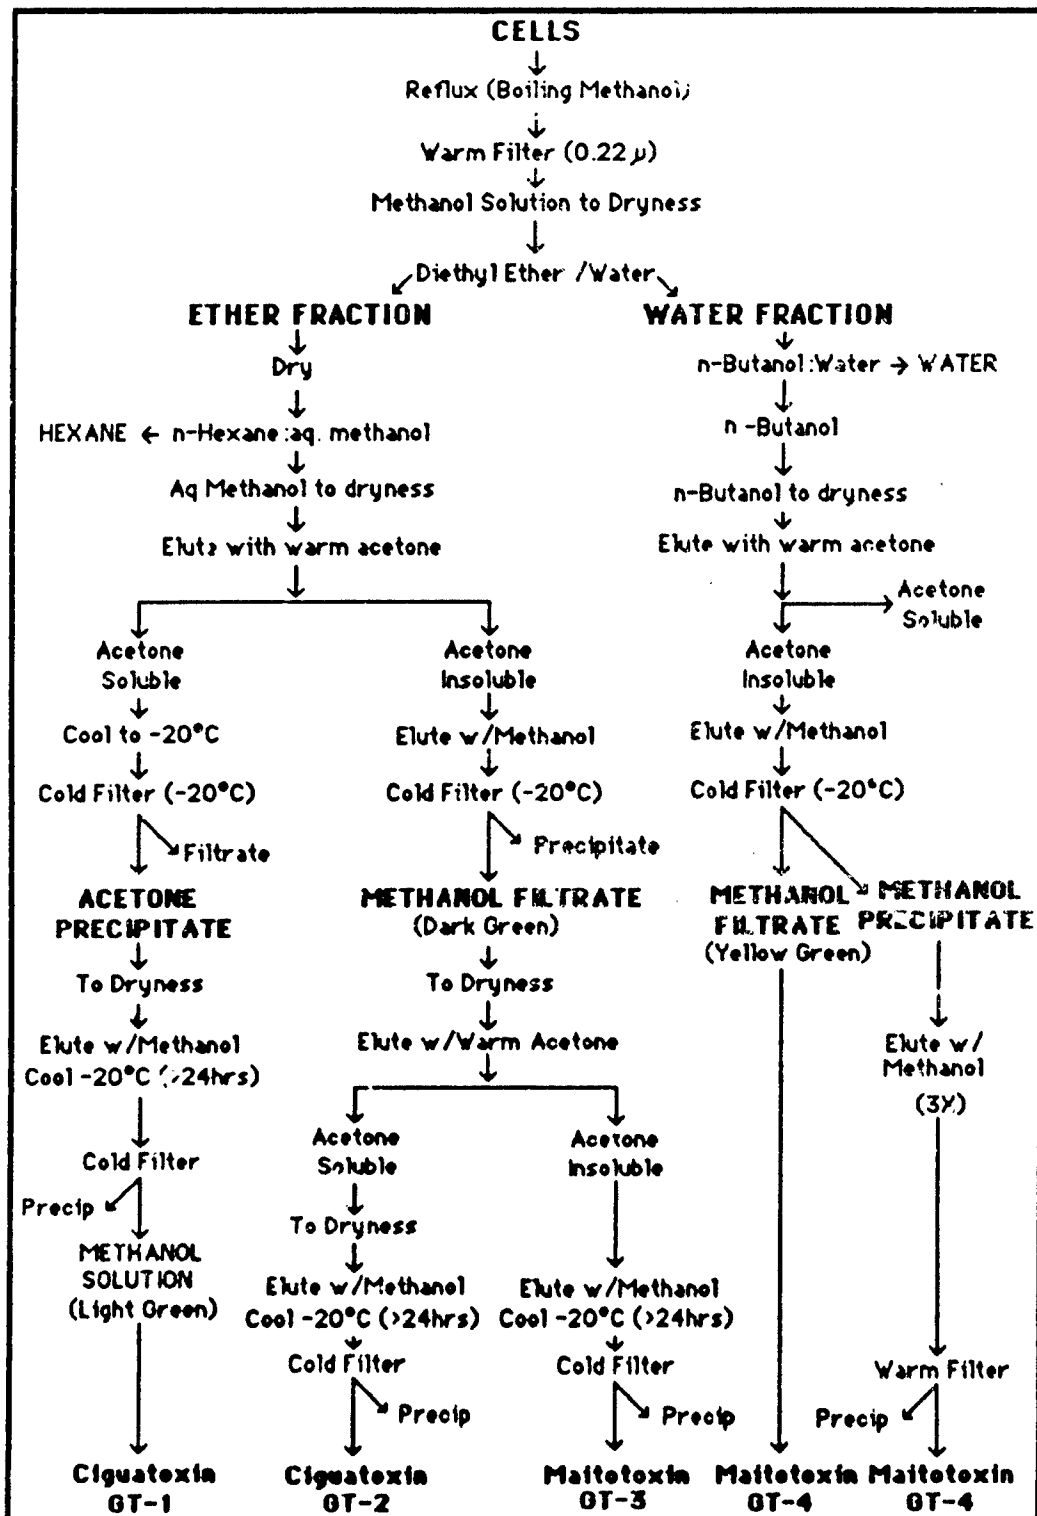 CELLS
Reflux (Boiling Methanol)
Warm Filter (0.22 µ)
Methanol Solution to Dryness
Diethyl Ether /Water
ETHER FRACTION
WATER FRACTION
Dry
n-Butanol:Water → WATER
HEXANE ← n-Hexane:aq. methanol
n-Butanol
Aq Methanol to dryness
n-Butanol to dryness
Elute with warm acetone
Elute with warm acetone
Acetone
Soluble
Acetone
Soluble
Acetone
Insoluble
Acetone
Insoluble
Cool to -20°C
Elute w/Methanol
Elute w/Methanol
Cold Filter (-20°C)
Cold Filter (-20°C)
Cold Filter (-20°C)
Filtrate
Precipitate
ACETONE
PRECIPITATE
METHANOL FILTRATE
(Dark Green)
METHANOL
FILTRATE
(Yellow Green)
METHANOL
PRECIPITATE
To Dryness
To Dryness
Elute w/Methanol
Cool -20°C (>24hrs)
Elute w/Warm Acetone
Elute w/
Methanol
(3X)
Acetone
Soluble
Acetone
Insoluble
Cold Filter
Precip
To Dryness
METHANOL
SOLUTION
(Light Green)
Elute w/Methanol
Cool -20°C (>24hrs)
Elute w/Methanol
Cool -20°C (>24hrs)
Cold Filter
Cold Filter
Warm Filter
Precip
Precip
Precip
Ciguatoxin
GT-1
Ciguatoxin
GT-2
Maitotoxin
GT-3
Maitotoxin
GT-4
Maitotoxin
GT-4